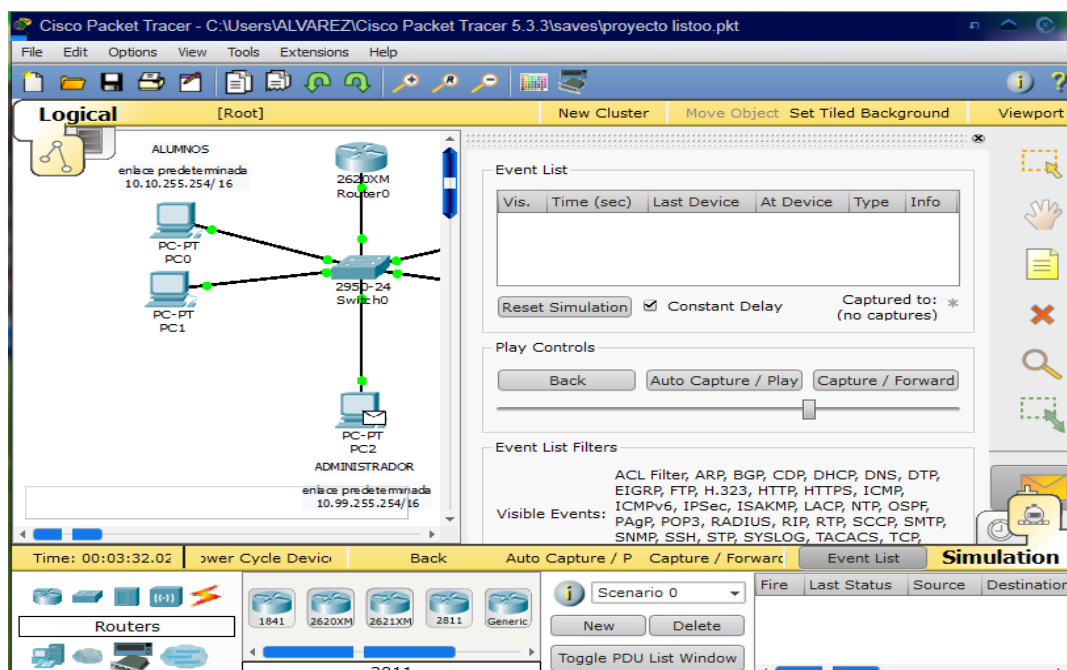 Cisco Packet Tracer - C:\Users\ALVAREZ\Cisco Packet Tracer 5.3.3\saves\proyecto listoo.pkt
File Edit Options View Tools Extensions Help
Logical [Root] New Cluster Move Object Set Tiled Background Viewport
ALUMNOS
enlace predeterminada
10.10.255.254/16
2620XM
Router0
PC-PT
PC0
2950-24
Switch0
PC-PT
PC1
PC-PT
PC2
ADMINISTRADOR
enlace predeterminada
10.99.255.254/16
Event List
Vis. Time (sec) Last Device At Device Type Info
Reset Simulation Constant Delay Captured to: *
(no captures)
Play Controls
Back Auto Capture / Play Capture / Forward
Event List Filters
Visible Events: ACL Filter, ARP, BGP, CDP, DHCP, DNS, DTP,
EIGRP, FTP, H.323, HTTP, HTTPS, ICMP,
ICMPv6, IPSec, ISAKMP, LACP, NTP, OSPF,
PAgP, POP3, RADIUS, RIP, RTP, SCCP, SMTP,
SNMP, SSH, STP, SYSLOG, TACACS, TCP,
Time: 00:03:32.02 ower Cycle Device Back Auto Capture / P Capture / Forward Event List Simulation
Routers
1841 2620XM 2621XM 2811 Generic
2811
Scenario 0
New Delete
Toggle PDU List Window
Fire Last Status Source Destination